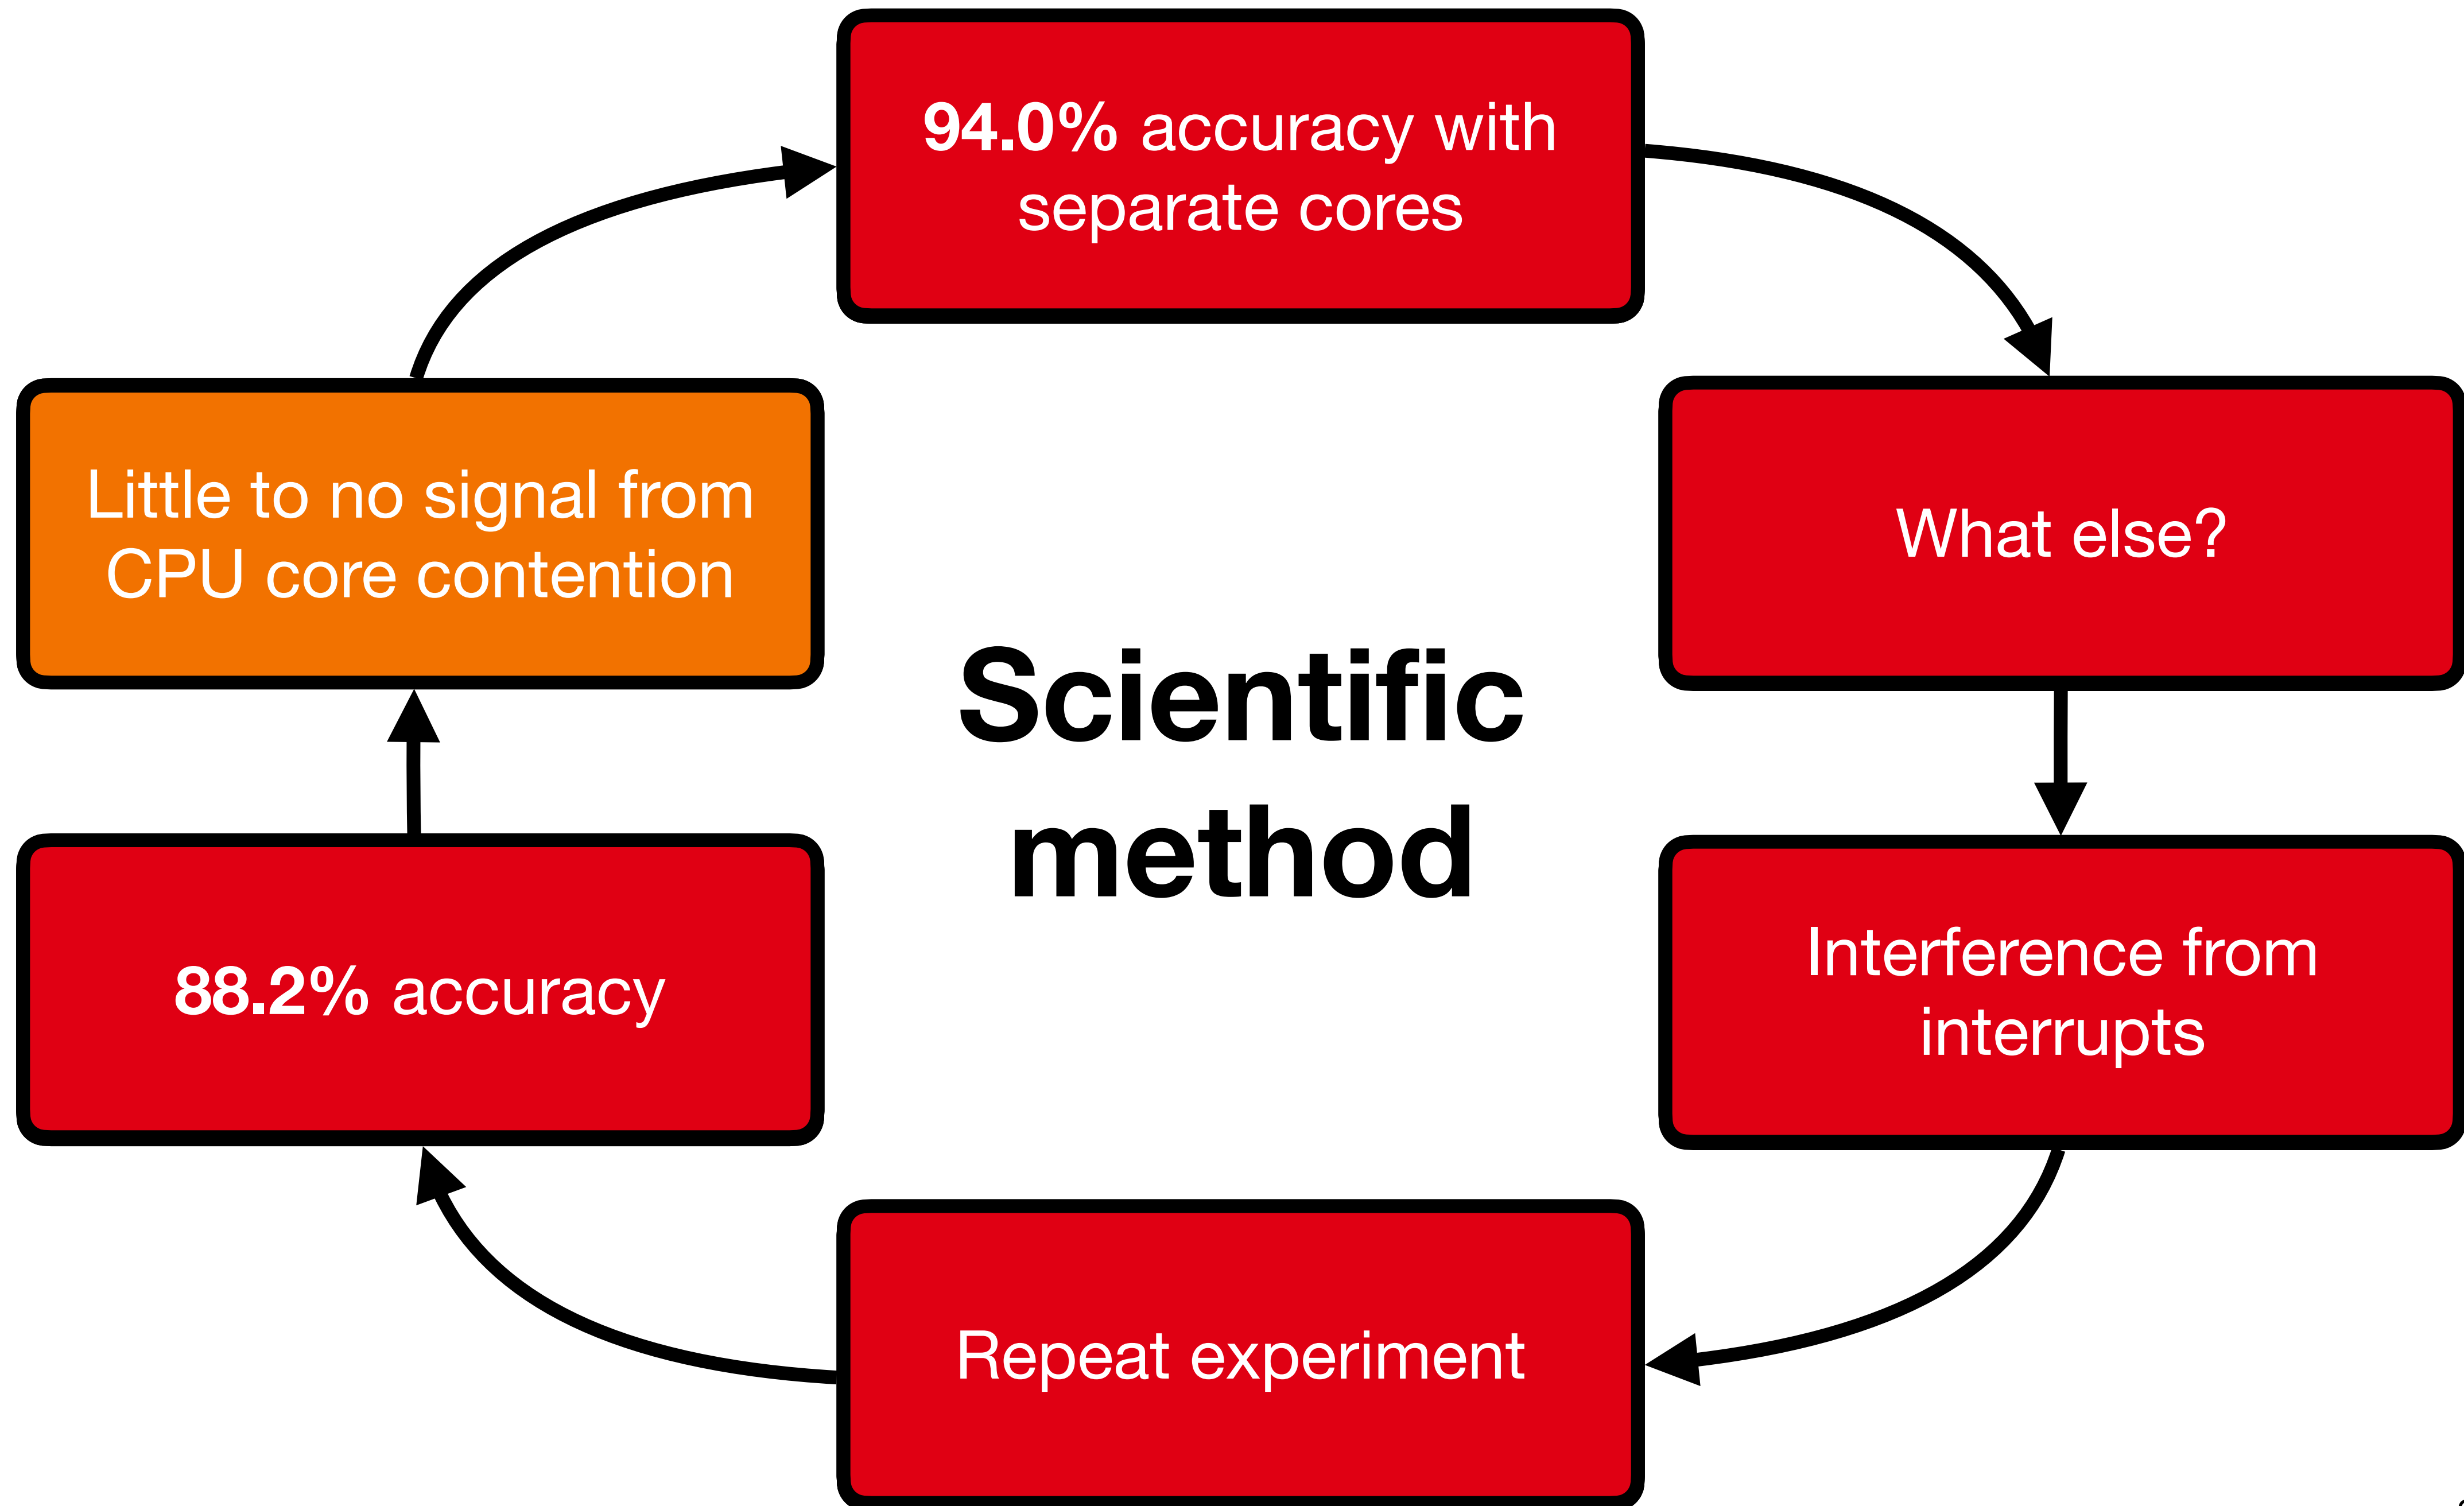 94.0% accuracy with
separate cores
What else?
Interference from
interrupts
Repeat experiment
88.2% accuracy
Little to no signal from
CPU core contention
Scientific
method